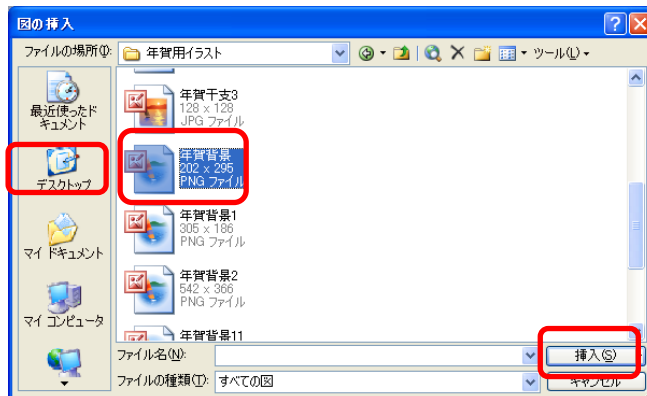 図の挿入
ファイルの場所(I):
年賀用イラスト
ツール(L)
最近使ったド
キュメント
デスクトップ
マイ ドキュメント
マイ コンピュータ
年賀干支3
128 x 128
JPG ファイル
年賀背景
202 x 295
PNG ファイル
年賀背景1
305 x 186
PNG ファイル
年賀背景2
542 x 366
PNG ファイル
年賀背景11
ファイル名(N):
挿入(S)
ファイルの種類(T): すべての図
キャンセル